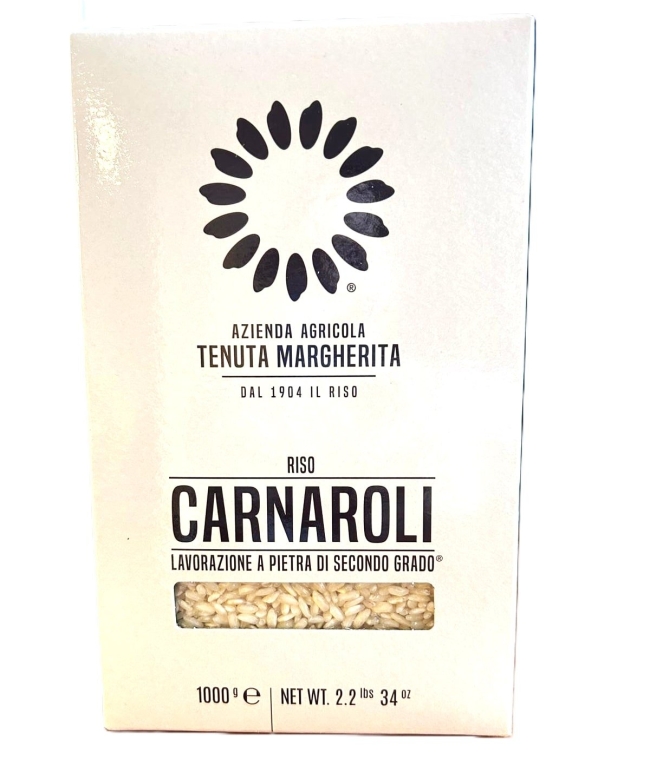 ®
AZIENDA AGRICOLA
TENUTA MARGHERITA
DAL 1904 IL RISO
RISO
CARNAROLI
LAVORAZIONE A PIETRA DI SECONDO GRADO®
1000 g e NET WT. 2.2 lbs 34 oz